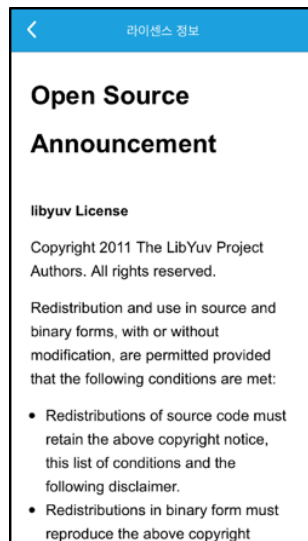 라이센스 정보
Open Source
Announcement
libyuv License
Copyright 2011 The LibYuv Project
Authors. All rights reserved.
Redistribution and use in source and
binary forms, with or without
modification, are permitted provided
that the following conditions are met:
• Redistributions of source code must
retain the above copyright notice,
this list of conditions and the
following disclaimer.
• Redistributions in binary form must
reproduce the above copyright